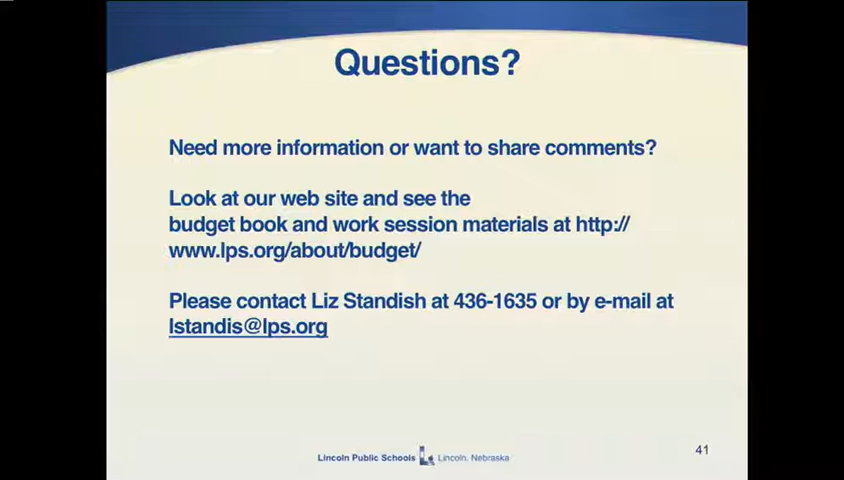 Questions?
Need more information or want to share comments?
Look at our web site and see the
budget book and work session materials at http://
www.lps.org/about/budget/
Please contact Liz Standish at 436-1635 or by e-mail at
lstandis@lps.org
Lincoln Public Schools Lincoln, Nebraska
41